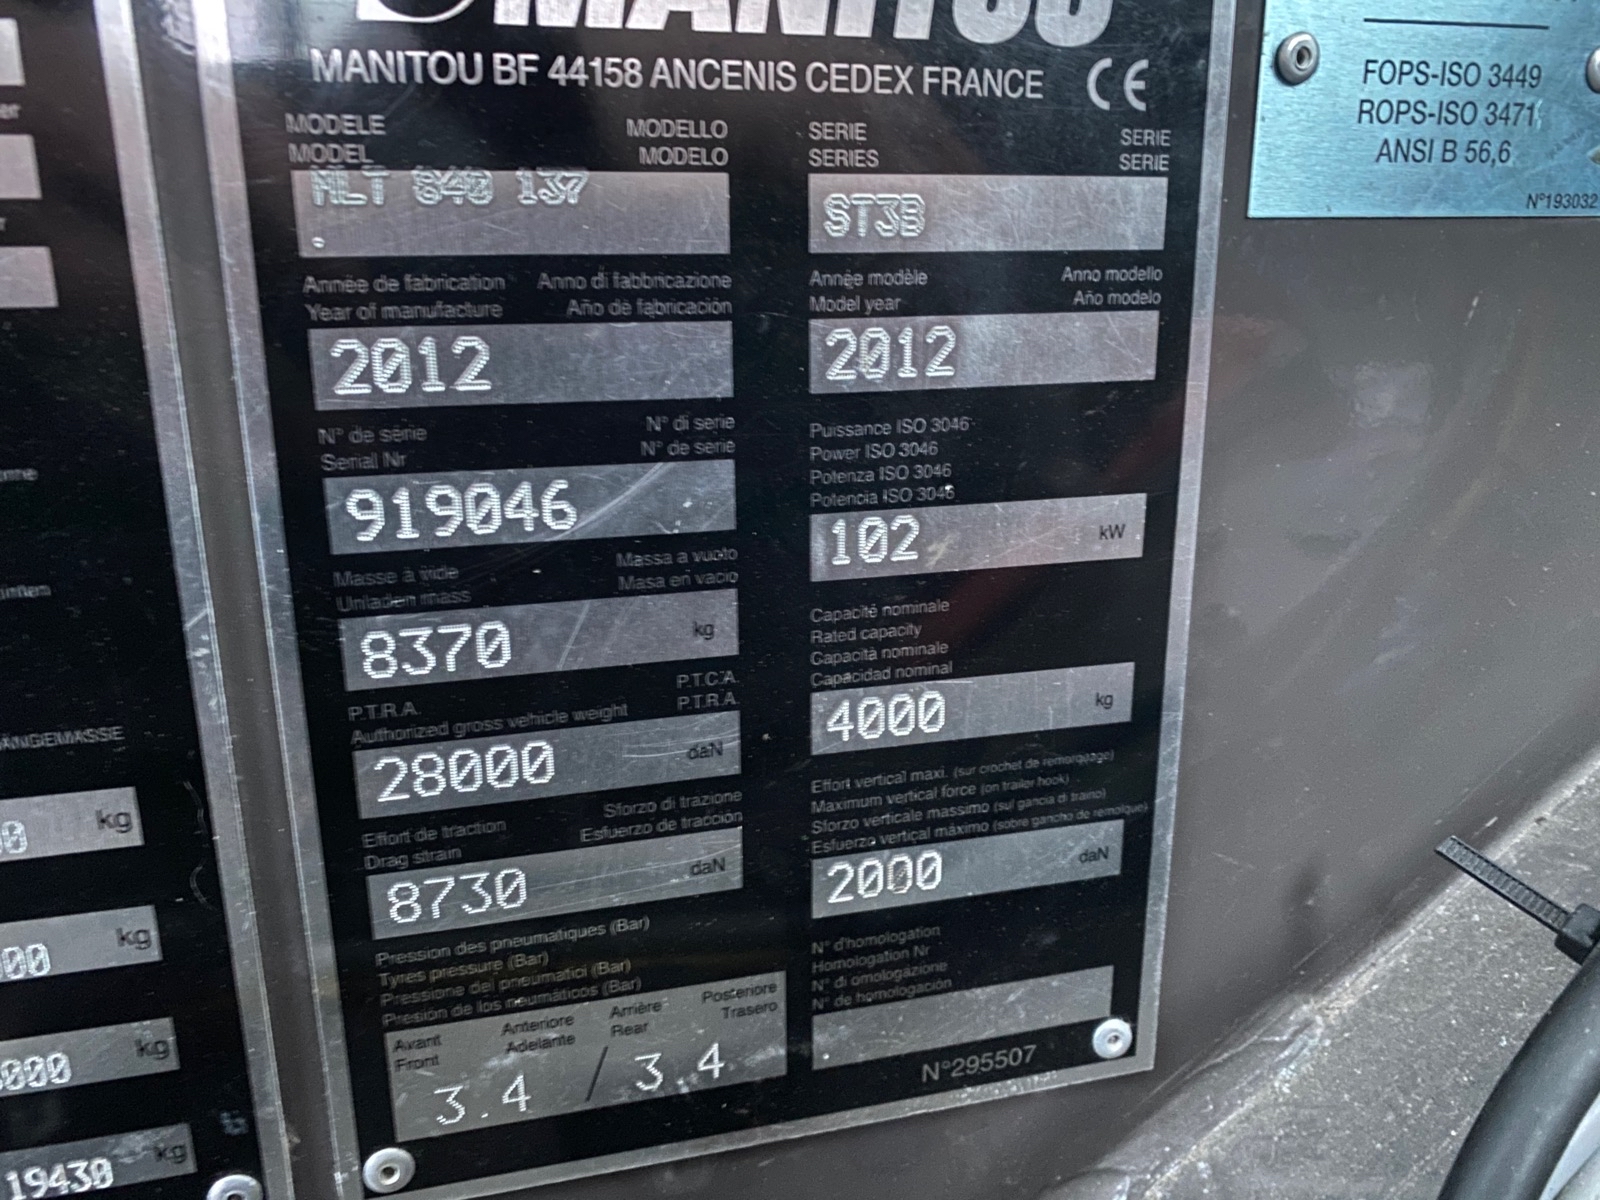 MANITOU
MANITOU BF 44158 ANCENIS CEDEX FRANCE CE
MODELE MODELLO
MODEL MODELO
MLT 840 137
.
SERIE SERIE
SERIES SERIE
ST3B
Année de fabrication Anno di fabbricazione
Year of manufacture Año de fabricación
2012
Année modèle Anno modello
Model year Año modelo
2012
N° de série N° di serie
Serial Nr N° de serie
919046
Puissance ISO 3046
Power ISO 3046
Potenza ISO 3046
Potencia ISO 3046
102 kW
Masse à vide Massa a vuoto
Unladen mass Masa en vacio
8370 kg
Capacité nominale
Rated capacity
Capacità nominale
Capacidad nominal
4000 kg
P.T.R.A. P.T.C.A.
Authorized gross vehicle weight P.T.R.A.
28000 daN
Effort vertical maxi. (sur crochet de remorquage)
Maximum vertical force (on trailer hook)
Sforzo verticale massimo (sul gancia di traino)
Esfuerzo vertical máximo (sobre gancho de remolque)
2000 daN
Effort de traction Sforzo di trazione
Drag strain Esfuerzo de tracción
8730 daN
Pression des pneumatiques (Bar)
Tyres pressure (Bar)
Pressione dei pneumatici (Bar)
Presión de los neumáticos (Bar)
Avant Anteriore Arrière Posteriore
Front Adelante Rear Trasero
3.4 / 3.4
N° d'homologation
Homologation Nr
N° di omologazione
N° de homologación
.
N°295507
FOPS-ISO 3449
ROPS-ISO 3471
ANSI B 56,6
N°193032
kg
kg
kg
19430 kg